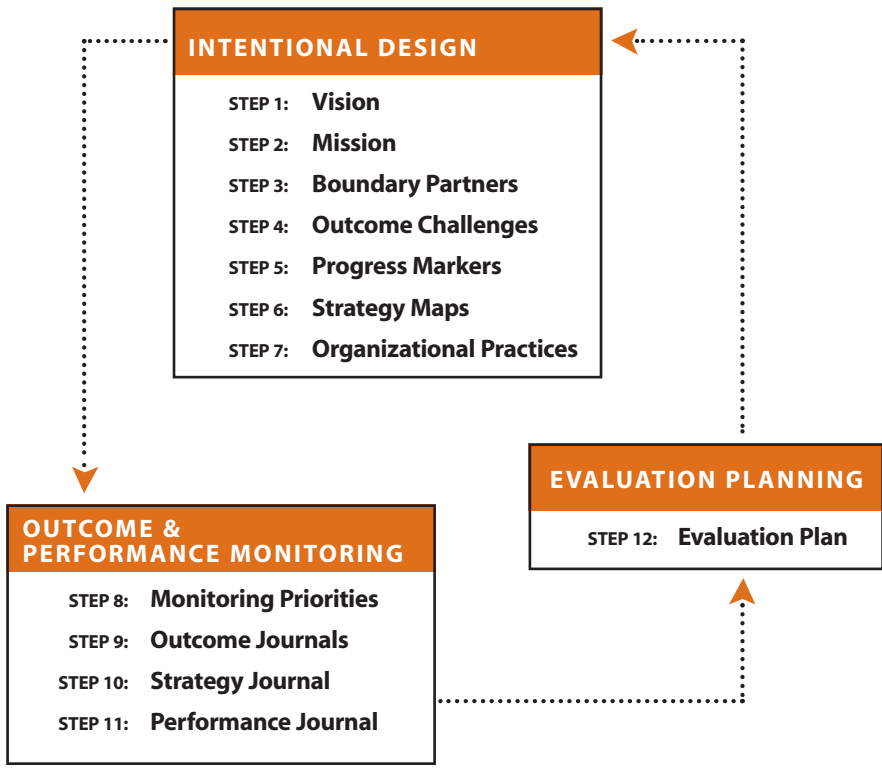 INTENTIONAL DESIGN
STEP 1: Vision
STEP 2: Mission
STEP 3: Boundary Partners
STEP 4: Outcome Challenges
STEP 5: Progress Markers
STEP 6: Strategy Maps
STEP 7: Organizational Practices
OUTCOME &
PERFORMANCE MONITORING
STEP 8: Monitoring Priorities
STEP 9: Outcome Journals
STEP 10: Strategy Journal
STEP 11: Performance Journal
EVALUATION PLANNING
STEP 12: Evaluation Plan